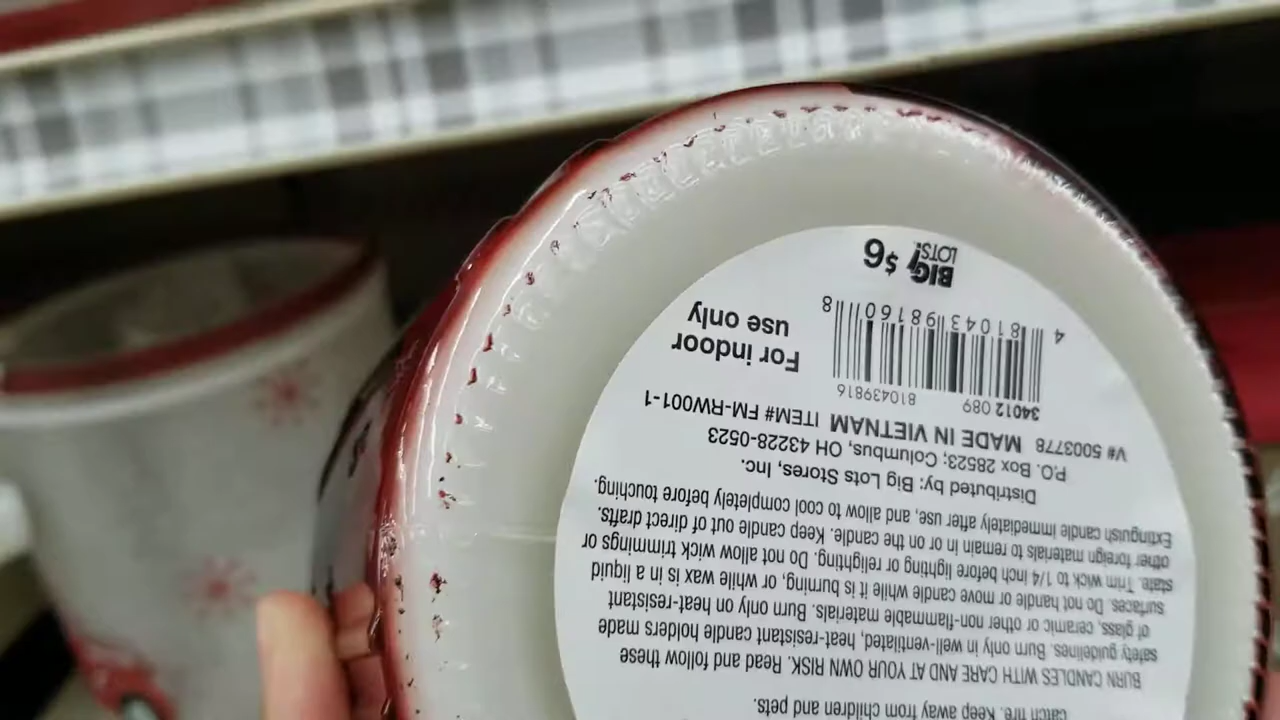 catch fire. Keep away from children and pets.
BURN CANDLES WITH CARE AND AT YOUR OWN RISK. Read and follow these
safety guidelines. Burn only in well-ventilated, heat-resistant candle holders made
of glass, ceramic or other non-flammable materials. Burn only on heat-resistant
surfaces. Do not handle or move candle while it is burning, or while wax is in a liquid
state. Trim wick to 1/4 inch before lighting or relighting. Do not allow wick trimmings or
other foreign materials to remain in or on the candle. Keep candle out of direct drafts.
Extinguish candle immediately after use, and allow to cool completely before touching.
Distributed by: Big Lots Stores, Inc.
P.O. Box 28523; Columbus, OH 43228-0523
V# 5003778 MADE IN VIETNAM ITEM# FM-RW001-1
34012 089 810439816
4 81043 98160 8
For indoor
use only
BIG
LOTS!
$6